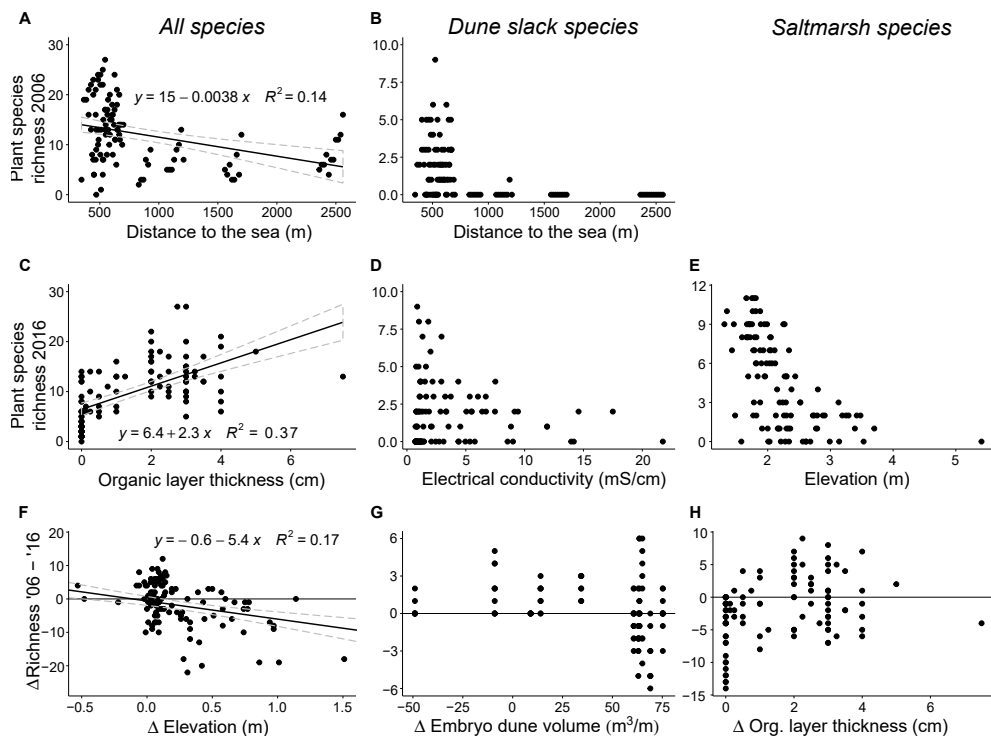 A
All species
B
Dune slack species
Saltmarsh species
Plant species
richness 2006
30
20
10
0
y = 15 − 0.0038 x R² = 0.14
500 1000 1500 2000 2500
Distance to the sea (m)
10.0
7.5
5.0
2.5
0.0
500 1000 1500 2000 2500
Distance to the sea (m)
C
Plant species
richness 2016
30
20
10
0
y = 6.4 + 2.3 x R² = 0.37
0 2 4 6
Organic layer thickness (cm)
D
10.0
7.5
5.0
2.5
0.0
0 5 10 15 20
Electrical conductivity (mS/cm)
E
12
9
6
3
0
2 3 4 5
Elevation (m)
F
ΔRichness '06 − '16
20
10
0
−10
−20
y = − 0.6 − 5.4 x R² = 0.17
−0.5 0.0 0.5 1.0 1.5
Δ Elevation (m)
G
6
3
0
−3
−6
−50 −25 0 25 50 75
Δ Embryo dune volume (m³/m)
H
10
5
0
−5
−10
−15
0 2 4 6
Δ Org. layer thickness (cm)